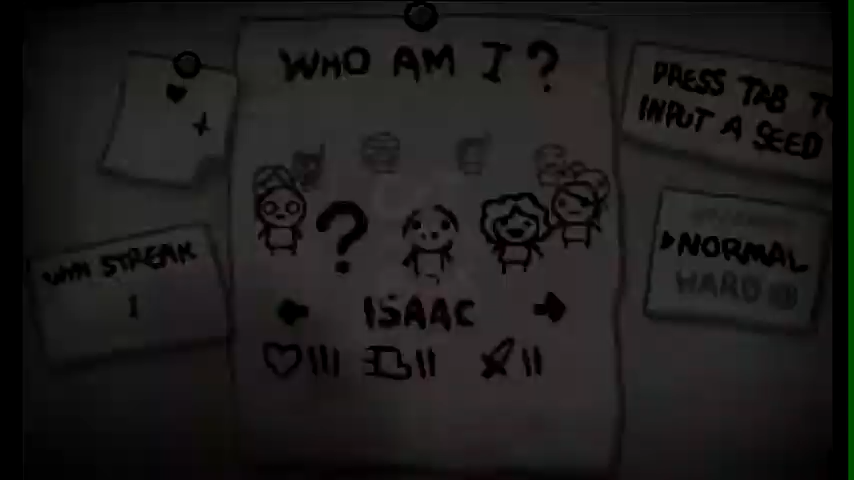 WHO AM I?
PRESS TAB TO
INPUT A SEED
WIN STREAK
1
NORMAL
HARD
?
ISAAC